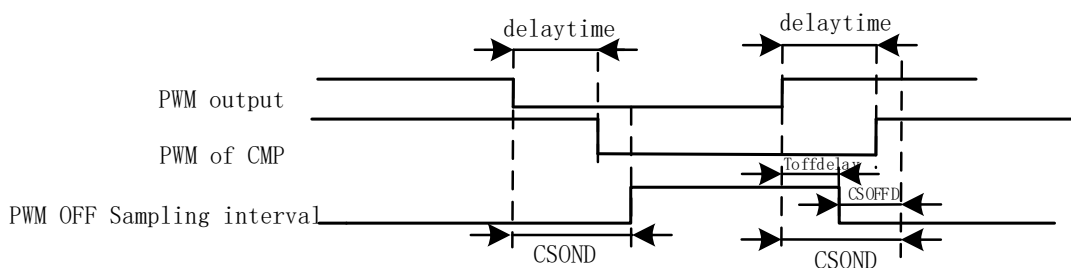 delaytime
delaytime
PWM output
PWM of CMP
Toffdelay
CSOFFD
PWM OFF Sampling interval
CSOND
CSOND